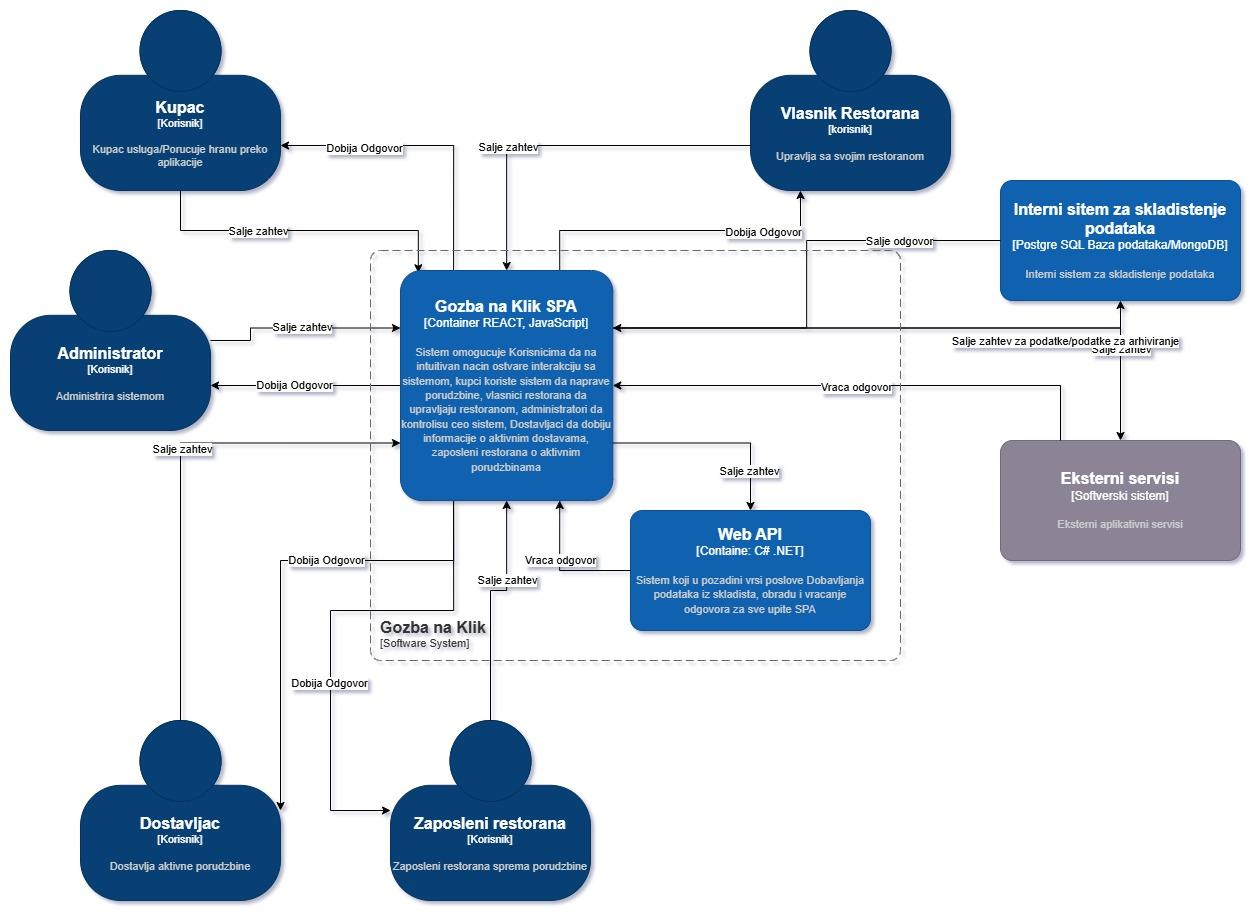 Kupac
[Korisnik]
Kupac usluga/Porucuje hranu preko
aplikacije
Vlasnik Restorana
[korisnik]
Upravlja sa svojim restoranom
Dobija Odgovor
Salje zahtev
Salje zahtev
Dobija Odgovor
Interni sitem za skladistenje
podataka
[Postgre SQL Baza podataka/MongoDB]
Interni sistem za skladistenje podataka
Salje odgovor
Administrator
[Korisnik]
Administrira sistemom
Salje zahtev
Dobija Odgovor
Salje zahtev
Gozba na Klik SPA
[Container REACT, JavaScript]
Sistem omogucuje Korisnicima da na
intuitivan nacin ostvare interakciju sa
sistemom, kupci koriste sistem da naprave
porudzbine, vlasnici restorana da
upravljaju restoranom, administratori da
kontrolisu ceo sistem, Dostavljaci da dobiju
informacije o aktivnim dostavama,
zaposleni restorana o aktivnim
porudzbinama
Salje zahtev za podatke/podatke za arhiviranje
Salje zahtev
Vraca odgovor
Salje zahtev
Eksterni servisi
[Softverski sistem]
Eksterni aplikativni servisi
Web API
[Containe: C# .NET]
Sistem koji u pozadini vrsi poslove Dobavljanja
podataka iz skladista, obradu i vracanje
odgovora za sve upite SPA
Vraca odgovor
Dobija Odgovor
Salje zahtev
Gozba na Klik
[Software System]
Dobija Odgovor
Dostavljac
[Korisnik]
Dostavlja aktivne porudzbine
Zaposleni restorana
[Korisnik]
Zaposleni restorana sprema porudzbine